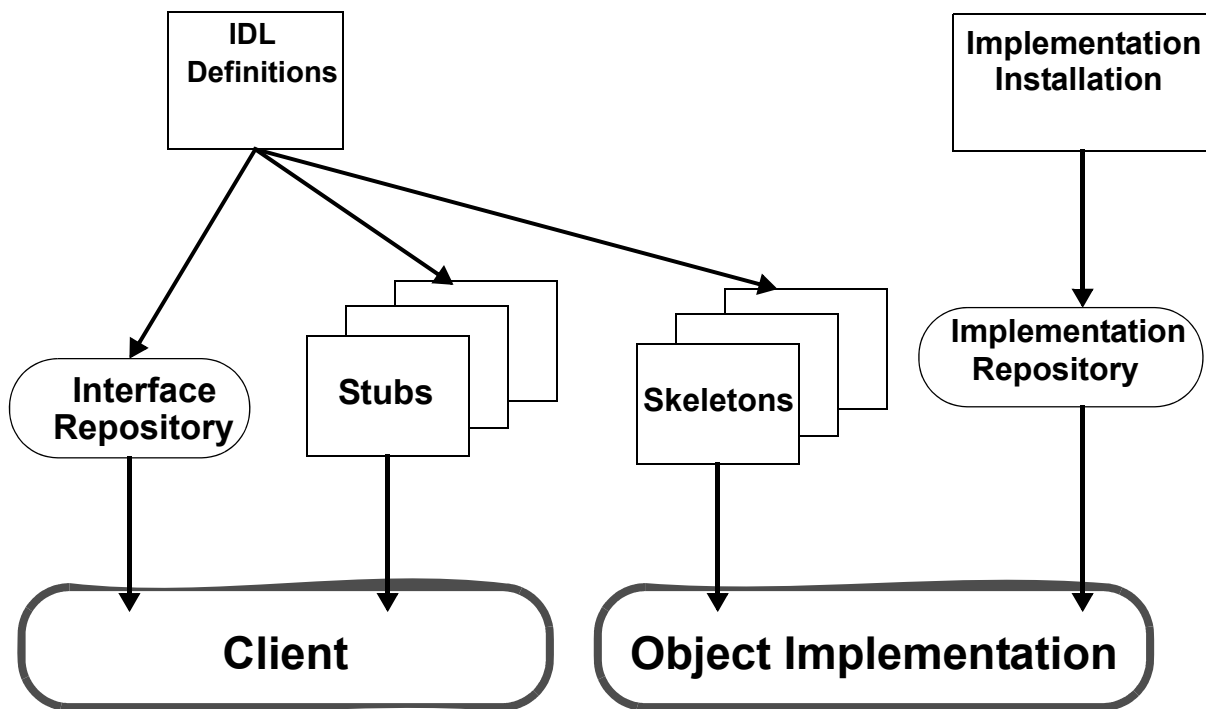 IDL
Definitions
Implementation
Installation
Interface
Repository
Stubs
Skeletons
Implementation
Repository
Client
Object Implementation